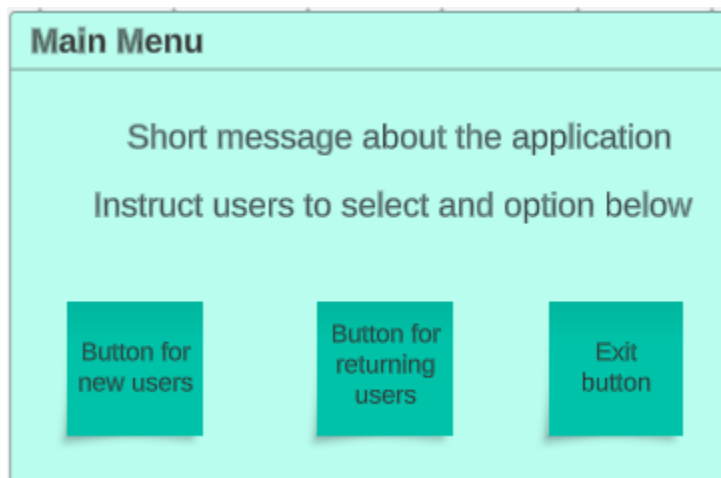 Main Menu
Short message about the application
Instruct users to select and option below
Button for
new users
Button for
returning
users
Exit
button